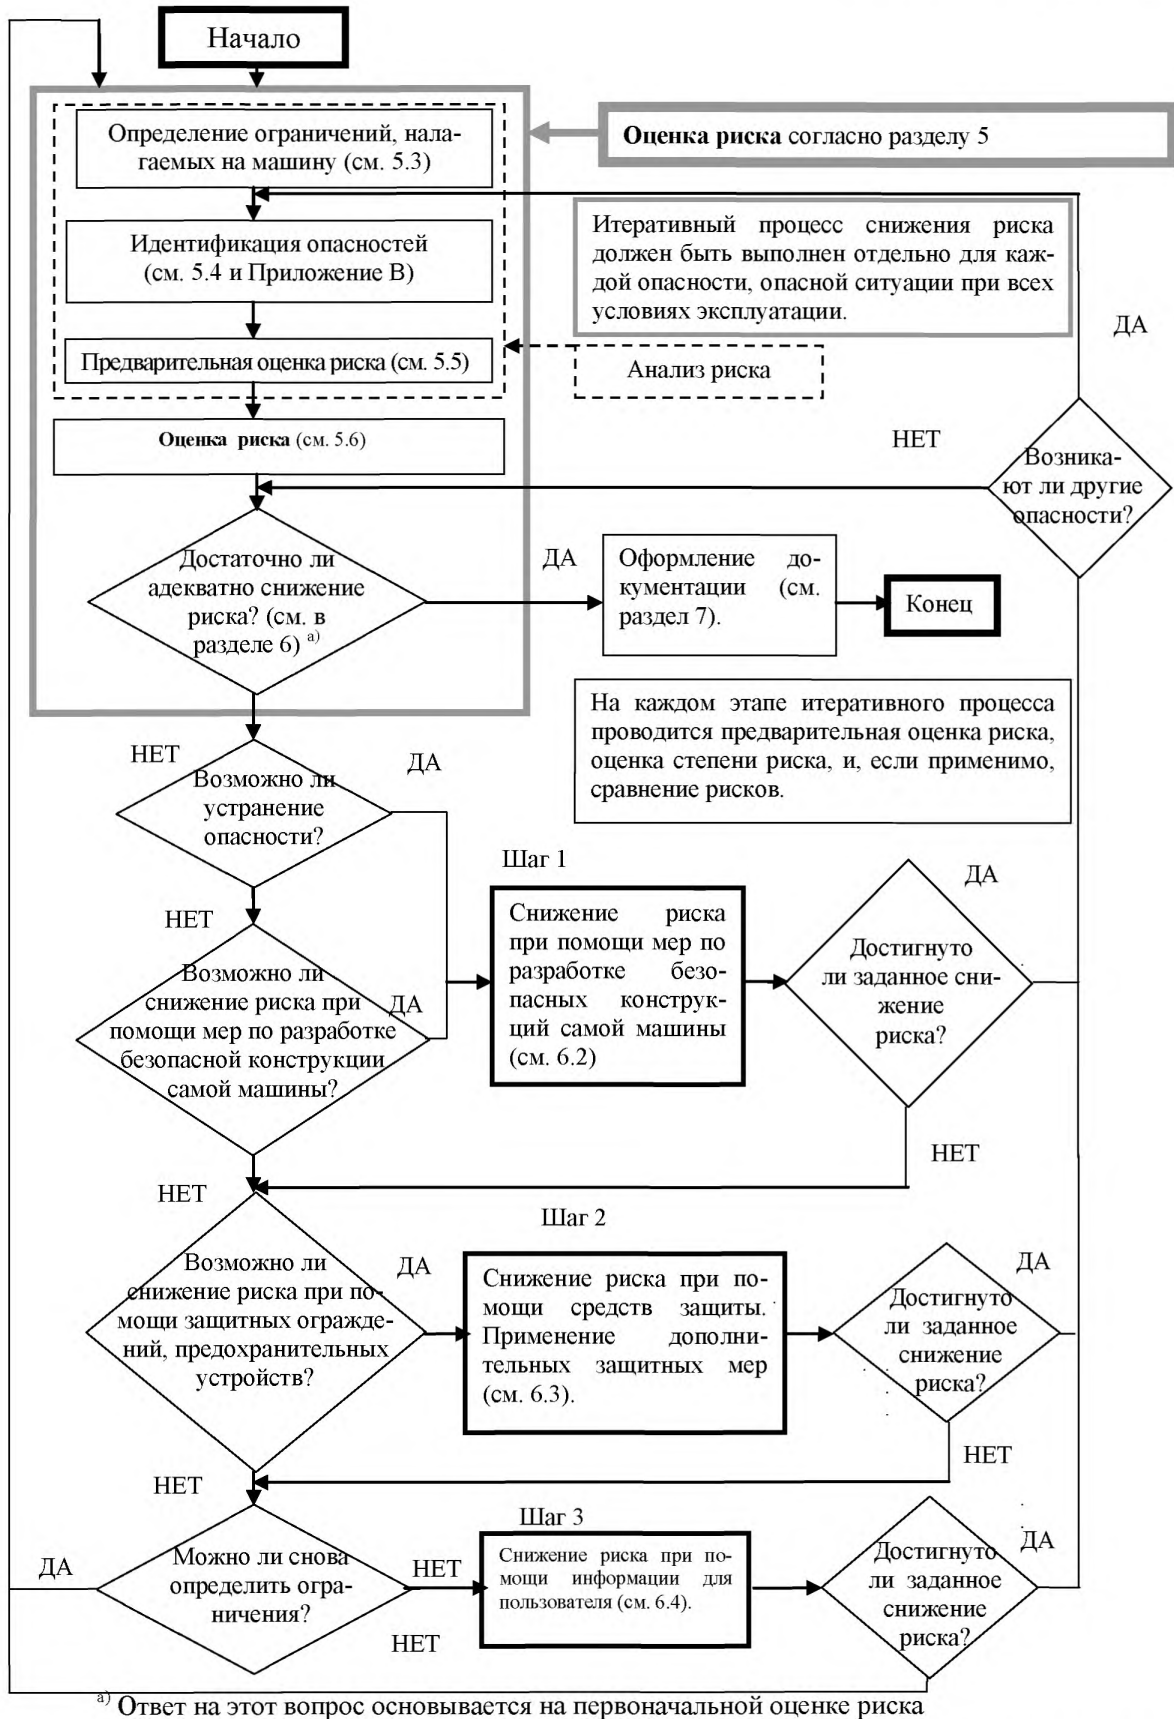 Начало
Определение ограничений, нала-
гаемых на машину (см. 5.3)
Оценка риска согласно разделу 5
Идентификация опасностей
(см. 5.4 и Приложение В)
Итеративный процесс снижения риска
должен быть выполнен отдельно для каж-
дой опасности, опасной ситуации при всех
условиях эксплуатации.
ДА
Предварительная оценка риска (см. 5.5)
Анализ риска
Оценка риска (см. 5.6)
НЕТ
Возника-
ют ли другие
опасности?
Достаточно ли
адекватно снижение
риска? (см. в
разделе 6) а)
ДА
Оформление до-
кументации (см.
раздел 7).
Конец
На каждом этапе итеративного процесса
проводится предварительная оценка риска,
оценка степени риска, и, если применимо,
сравнение рисков.
НЕТ
ДА
Возможно ли
устранение
опасности?
Шаг 1
НЕТ
Снижение риска
при помощи мер по
разработке безо-
пасных конструк-
ций самой машины
(см. 6.2)
ДА
Достигнуто
ли заданное сни-
жение
риска?
Возможно ли
снижение риска при
помощи мер по разработке
безопасной конструкции
самой машины?
ДА
НЕТ
НЕТ
Шаг 2
Возможно ли
снижение риска при по-
мощи защитных огражде-
ний, предохранительных
устройств?
ДА
Снижение риска при по-
мощи средств защиты.
Применение дополни-
тельных защитных мер
(см. 6.3).
ДА
Достигнуто
ли заданное
снижение
риска?
НЕТ
НЕТ
Шаг 3
ДА
Можно ли снова
определить огра-
ничения?
НЕТ
НЕТ
Снижение риска при по-
мощи информации для
пользователя (см. 6.4).
ДА
Достигнуто
ли заданное
снижение
риска?
а) Ответ на этот вопрос основывается на первоначальной оценке риска